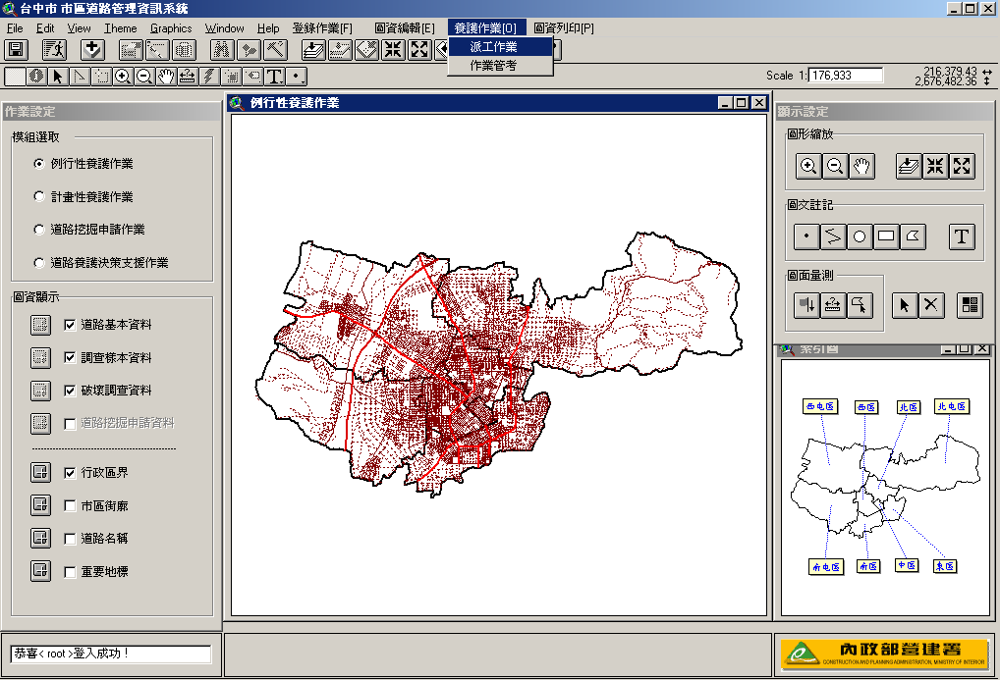 台中市 市區道路管理資訊系統
File Edit View Theme Graphics Window Help 登錄作業[F] 圖資編輯[E] 養護作業[O] 圖資列印[P]
派工作業
作業管考
Scale 1: 176,933
216,379.43
2,676,482.36
作業設定
模組選取
例行性養護作業
計畫性養護作業
道路挖掘申請作業
道路養護決策支援作業
圖資顯示
道路基本資料
調查樣本資料
破壞調查資料
道路挖掘申請資料
行政區界
市區街廓
道路名稱
重要地標
恭喜< root >登入成功！
例行性養護作業
顯示設定
圖形縮放
圖文註記
T
圖面量測
索引圖
西屯區
西區
北區
北屯區
南屯區
南區
中區
東區
內政部營建署
CONSTRUCTION AND PLANNING ADMINISTRATION, MINISTRY OF INTERIOR